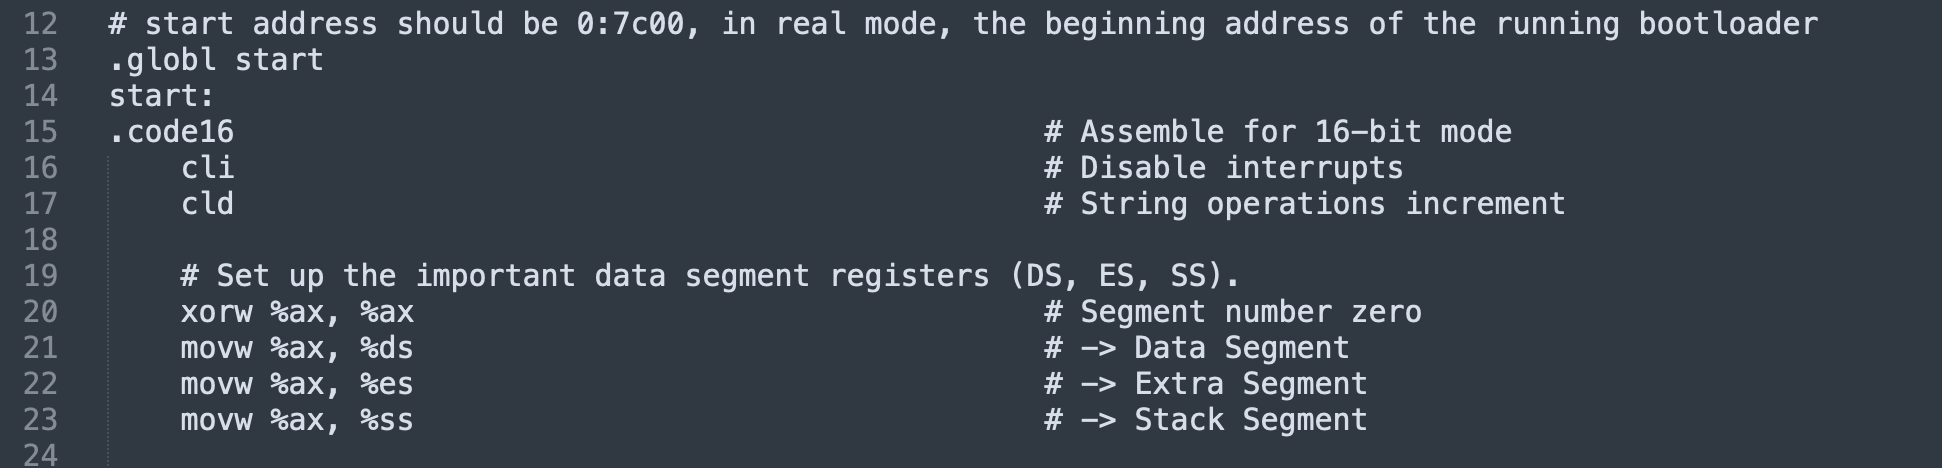 12 # start address should be 0:7c00, in real mode, the beginning address of the running bootloader
13 .globl start
14 start:
15 .code16 # Assemble for 16-bit mode
16 cli # Disable interrupts
17 cld # String operations increment
18
19 # Set up the important data segment registers (DS, ES, SS).
20 xorw %ax, %ax # Segment number zero
21 movw %ax, %ds # -> Data Segment
22 movw %ax, %es # -> Extra Segment
23 movw %ax, %ss # -> Stack Segment
24